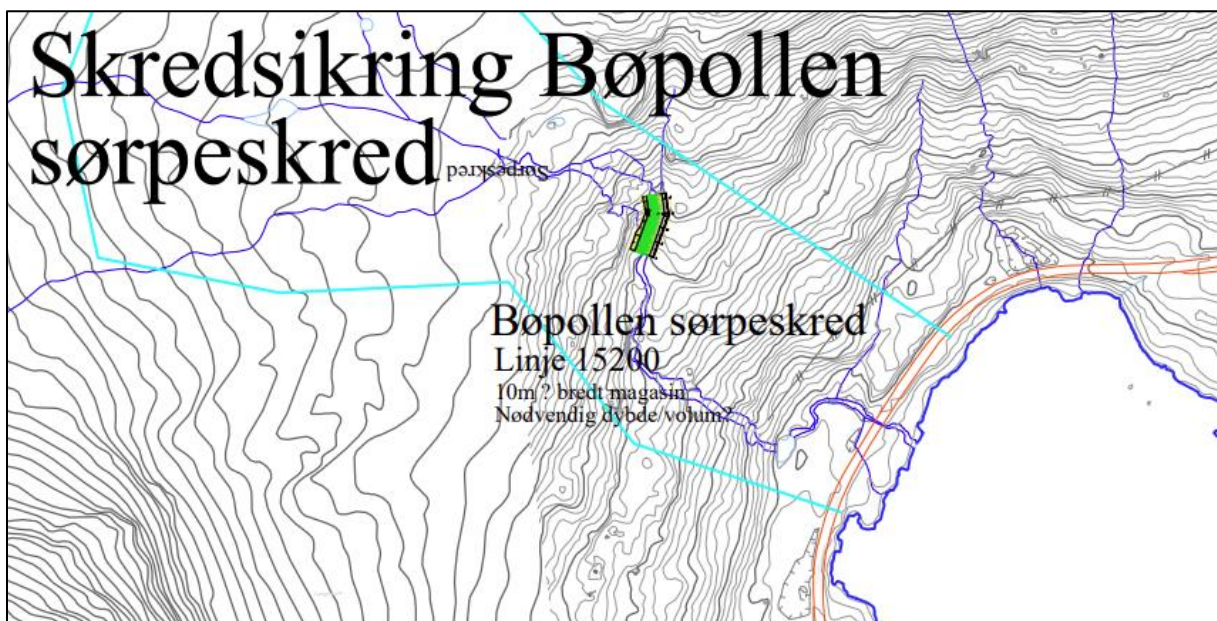 Skredsikring Bøpollen
sørpeskred
Sørpeskred
Bøpollen sørpeskred
Linje 15200
10m ? bredt magasin
Nødvendig dybde/volum?